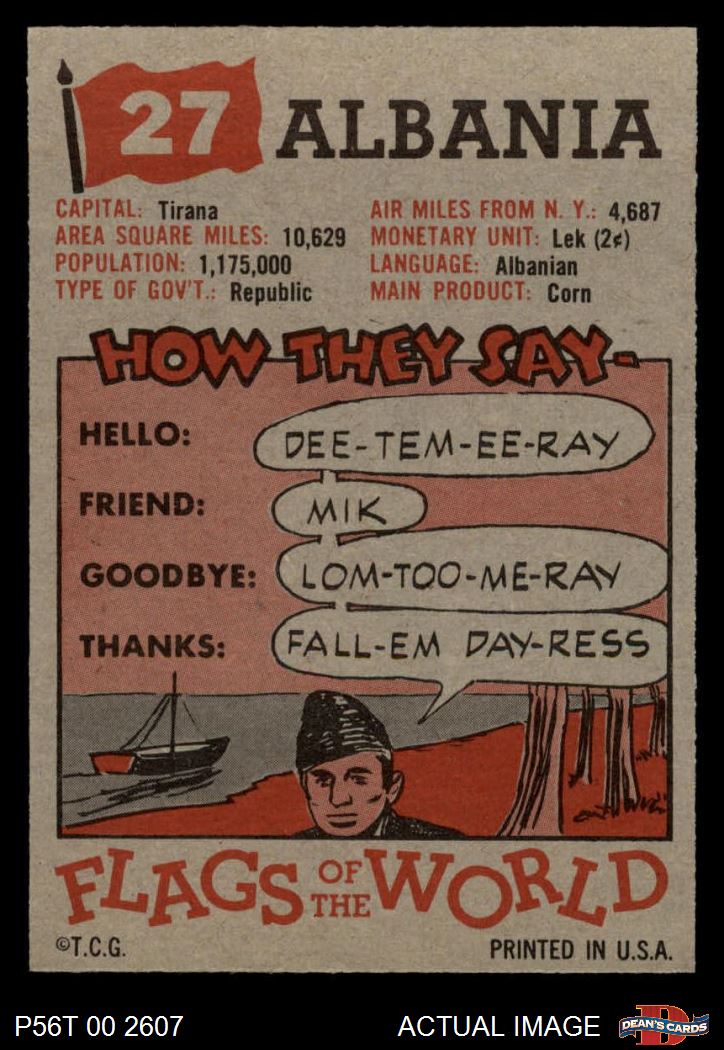 27 ALBANIA
CAPITAL: Tirana
AREA SQUARE MILES: 10,629
POPULATION: 1,175,000
TYPE OF GOV'T.: Republic
AIR MILES FROM N. Y.: 4,687
MONETARY UNIT: Lek (2¢)
LANGUAGE: Albanian
MAIN PRODUCT: Corn
HOW THEY SAY-
HELLO: DEE-TEM-EE-RAY
FRIEND: MIK
GOODBYE: LOM-TOO-ME-RAY
THANKS: FALL-EM DAY-RESS
FLAGS OF THE WORLD
©T.C.G. PRINTED IN U.S.A.
P56T 00 2607 ACTUAL IMAGE D DEAN'S CARDS